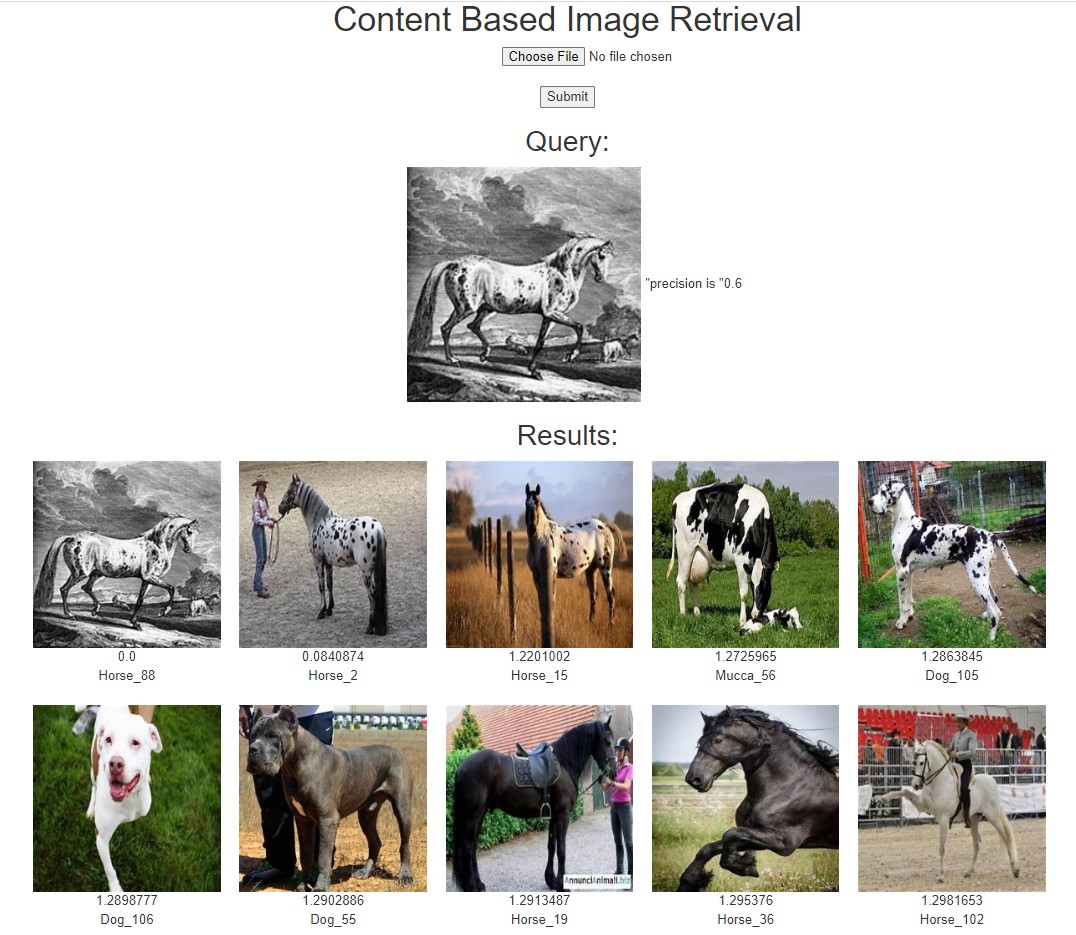 Content Based Image Retrieval
Choose File No file chosen
Submit
Query:
"precision is "0.6
Results:
0.0
Horse_88
0.0840874
Horse_2
1.2201002
Horse_15
1.2725965
Mucca_56
1.2863845
Dog_105
AnnunciAnimali.biz
1.2898777
Dog_106
1.2902886
Dog_55
1.2913487
Horse_19
1.295376
Horse_36
1.2981653
Horse_102